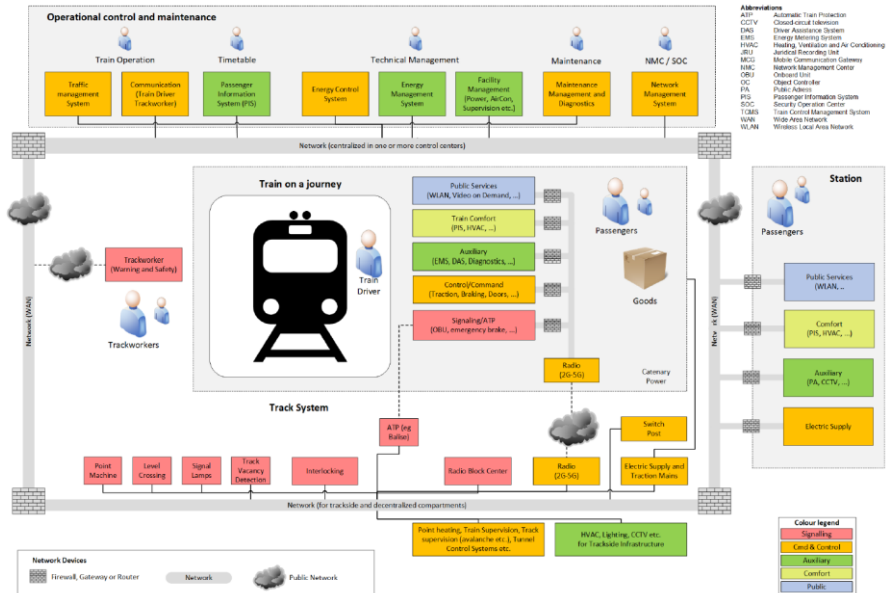 Operational control and maintenance
Train Operation
Timetable
Technical Management
Maintenance
NMC / SOC
Traffic
management
System
Communication
(Train Driver
Trackworker)
Passenger
Information
System (PIS)
Energy Control
System
Energy
Management
System
Facility
Management
(Power, AirCon,
Supervision etc.)
Maintenance
Management and
Diagnostics
Network
Management
System
Network (centralized in one or more control centers)
Abbreviations
ATP Automatic Train Protection
CCTV Closed-circuit television
DAS Driver Assistance System
EMS Energy Metering System
HVAC Heating, Ventilation and Air Conditioning
JRU Juridical Recording Unit
MCG Mobile Communication Gateway
NMC Network Management Center
OBU Onboard Unit
OC Object Controller
PA Public Adress
PIS Passenger Information System
SOC Security Operation Center
TCMS Train Control Management System
WAN Wide Area Network
WLAN Wireless Local Area Network
Train on a journey
Train
Driver
Public Services
(WLAN, Video on Demand, ...)
Train Comfort
(PIS, HVAC, ...)
Auxiliary
(EMS, DAS, Diagnostics, ...)
Control/Command
(Traction, Braking, Doors, ...)
Signaling/ATP
(OBU, emergency brake, ...)
Passengers
Goods
Radio
(2G-5G)
Catenary
Power
Station
Passengers
Public Services
(WLAN, ..
Comfort
(PIS, HVAC, ...)
Auxiliary
(PA, CCTV, ...)
Electric Supply
Network (WAN)
Trackworker
(Warning and Safety)
Trackworkers
Network (WAN)
Track System
ATP (eg
Balise)
Switch
Post
Point
Machine
Level
Crossing
Signal
Lamps
Track
Vacancy
Detection
Interlocking
Radio Block Center
Radio
(2G-5G)
Electric Supply and
Traction Mains
Network (for trackside and decentralized compartments)
Point heating, Train Supervision, Track
supervision (avalanche etc.), Tunnel
Control Systems etc.
HVAC, Lighting, CCTV etc.
for Trackside Infrastructure
Network Devices
Firewall, Gateway or Router
Network
Public Network
Colour legend
Signalling
Cmd & Control
Auxiliary
Comfort
Public